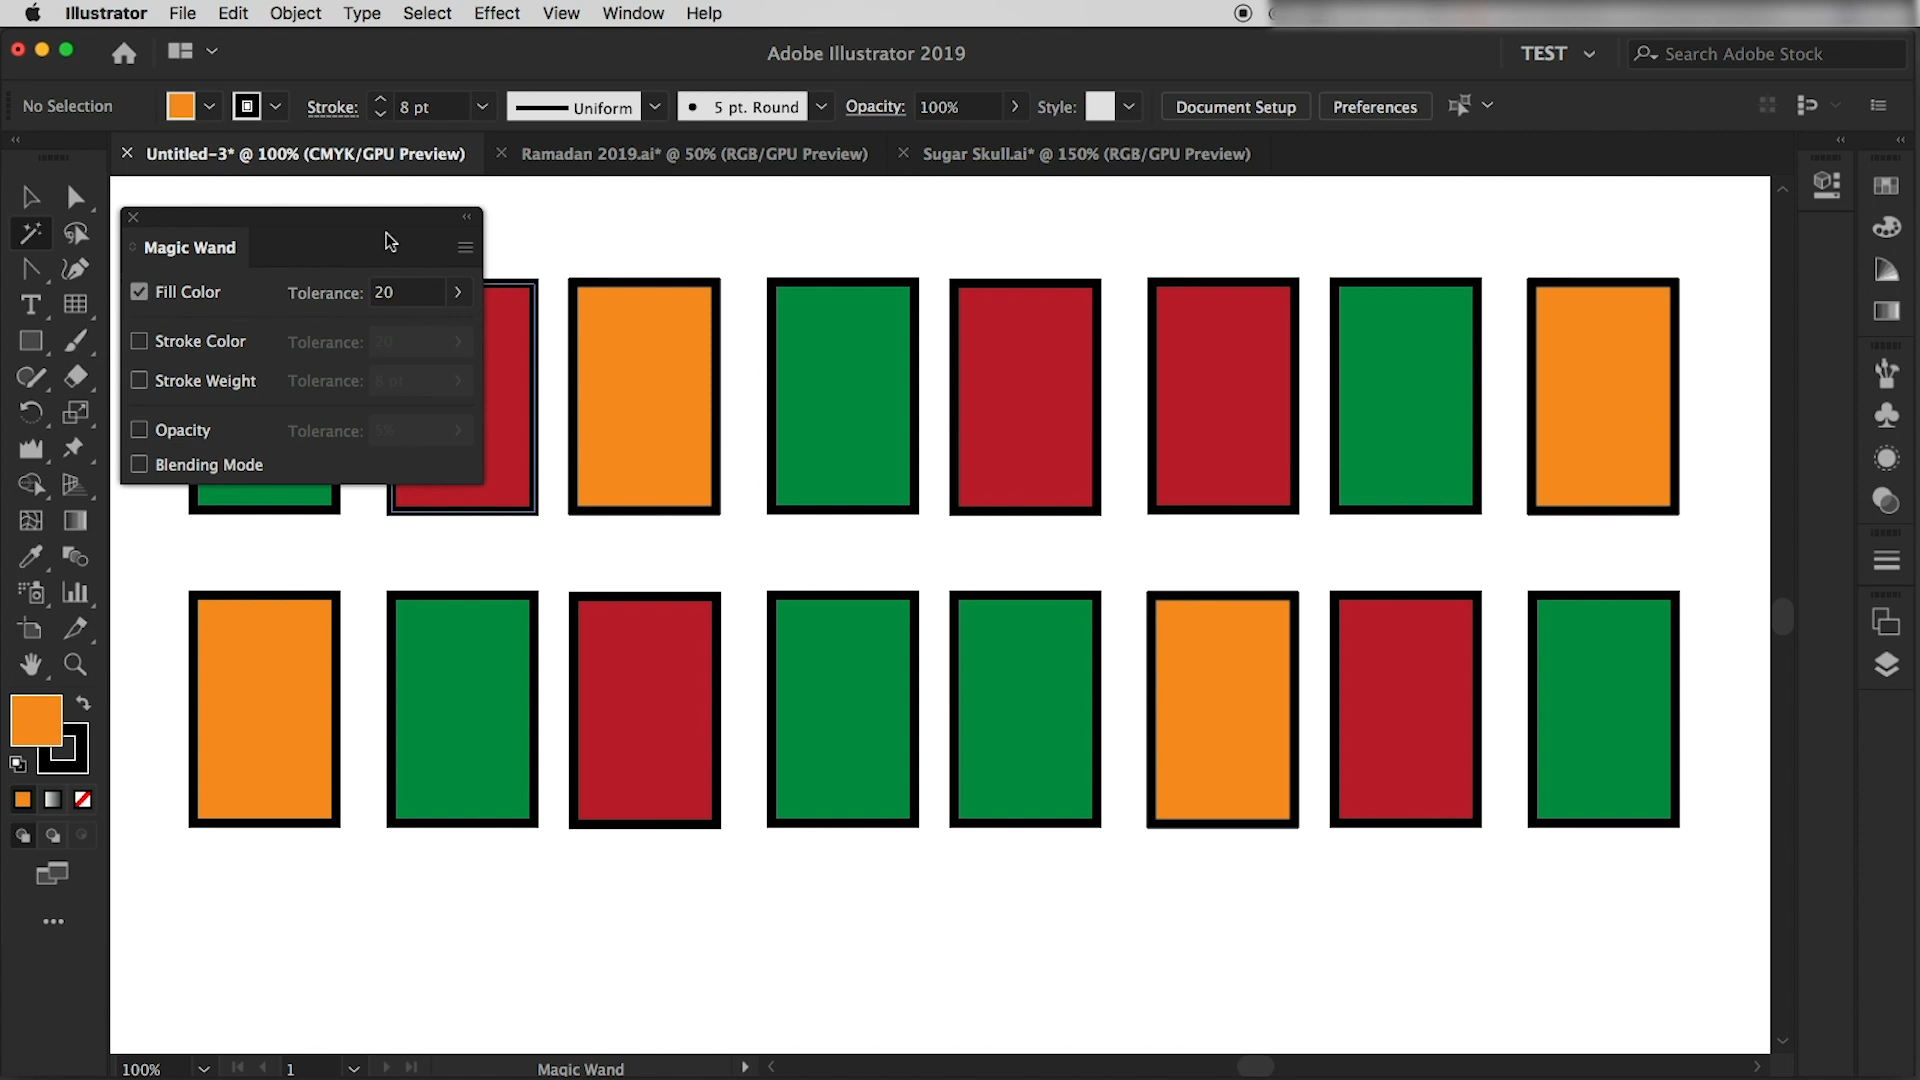 Illustrator File Edit Object Type Select Effect View Window Help
Adobe Illustrator 2019 TEST Search Adobe Stock
No Selection Stroke: 8 pt Uniform 5 pt. Round Opacity: 100% Style: Document Setup Preferences
Untitled-3* @ 100% (CMYK/GPU Preview) Ramadan 2019.ai* @ 50% (RGB/GPU Preview) Sugar Skull.ai* @ 150% (RGB/GPU Preview)
Magic Wand
Fill Color Tolerance: 20
Stroke Color Tolerance: 20
Stroke Weight Tolerance: 8 pt
Opacity Tolerance: 5%
Blending Mode
100% 1 Magic Wand